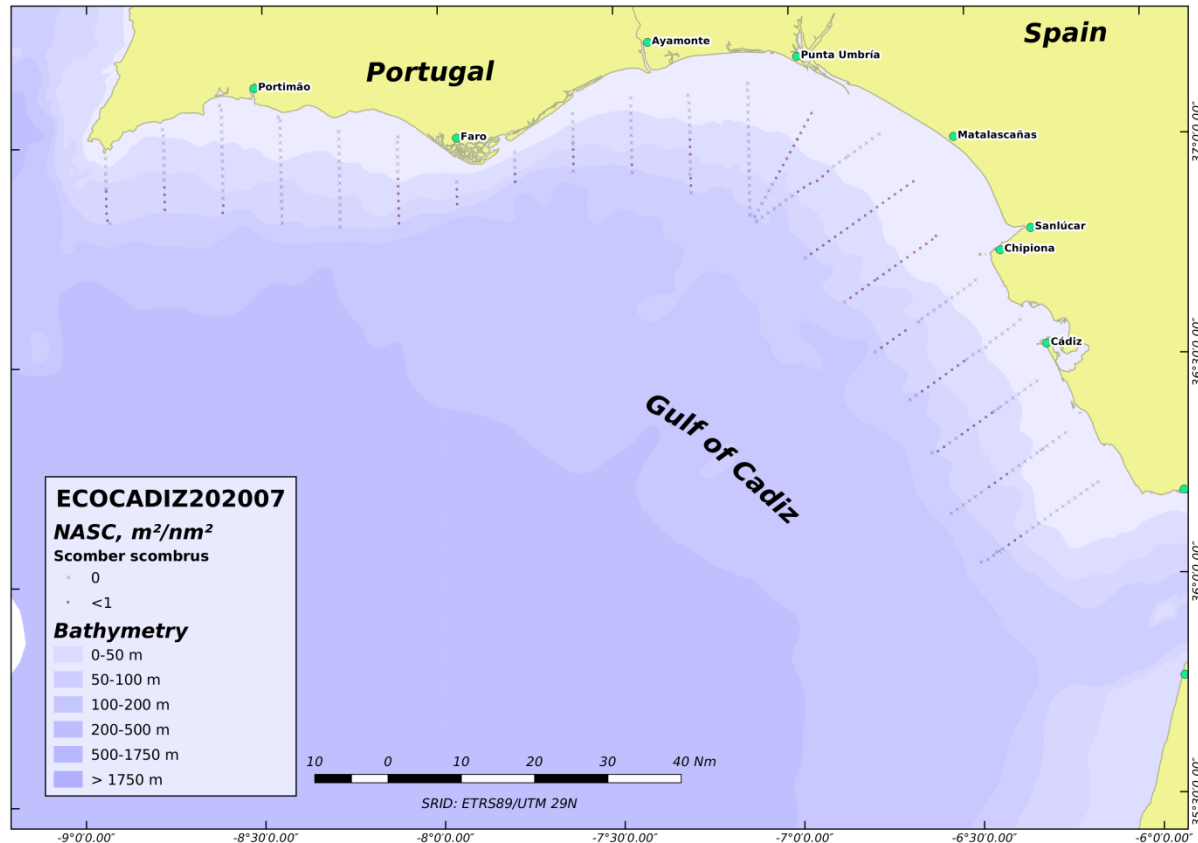 Spain
Portugal
Ayamonte
Punta Umbría
Portimão
Faro
Matalascañas
Sanlúcar
Chipiona
Cádiz
Gulf of Cadiz
37°0'0.00"
36°30'0.00"
36°0'0.00"
35°30'0.00"
ECOCADIZ202007
NASC, m²/nm²
Scomber scombrus
0
<1
Bathymetry
0-50 m
50-100 m
100-200 m
200-500 m
500-1750 m
> 1750 m
10 0 10 20 30 40 Nm
SRID: ETRS89/UTM 29N
-9°0'0.00" -8°30'0.00" -8°0'0.00" -7°30'0.00" -7°0'0.00" -6°30'0.00" -6°0'0.00"